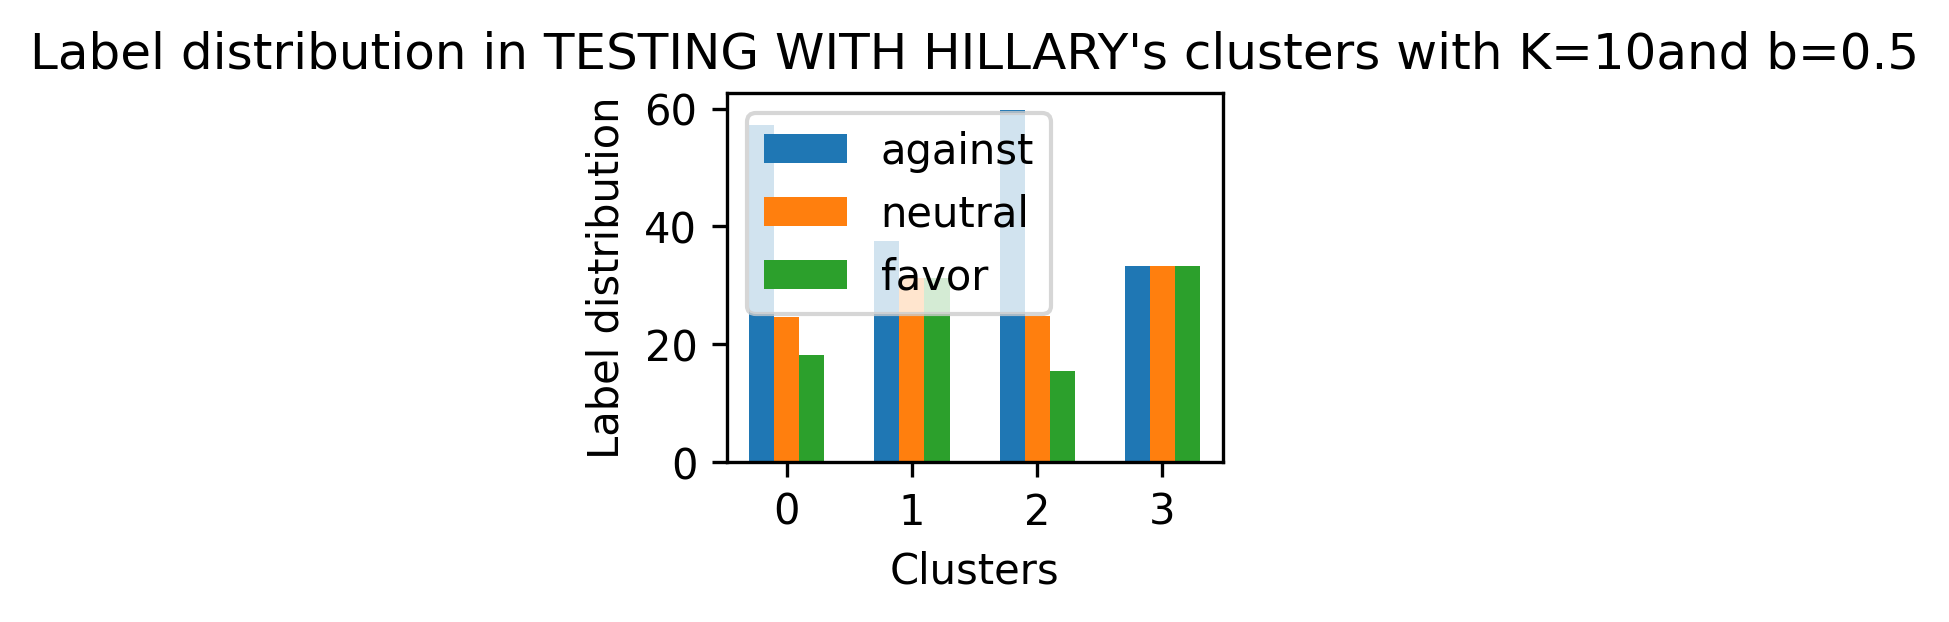 Label distribution in TESTING WITH HILLARY's clusters with K=10and b=0.5
Label distribution
60
40
20
0
against
neutral
favor
0 1 2 3
Clusters